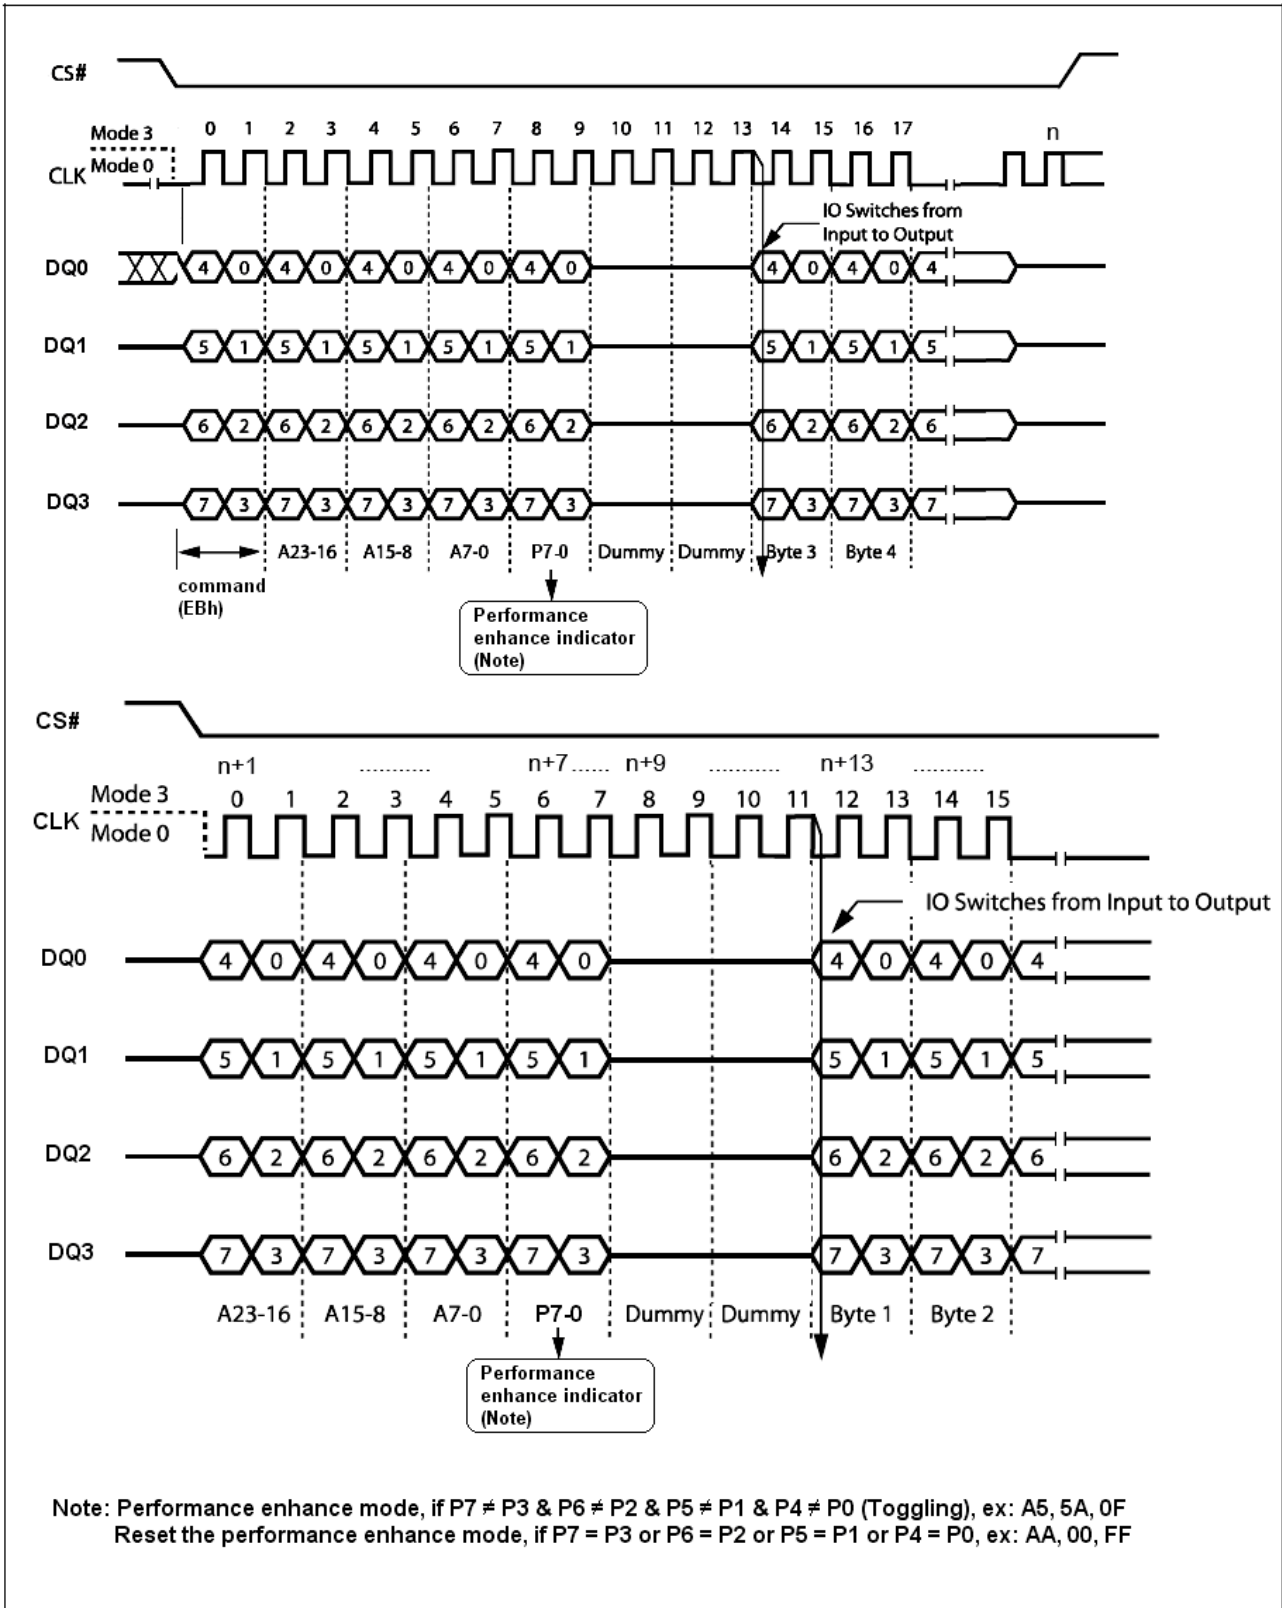 CS#
Mode 3
0 1 2 3 4 5 6 7 8 9 10 11 12 13 14 15 16 17 n
CLK Mode 0
IO Switches from
Input to Output
DQ0 4 0 4 0 4 0 4 0 4 0 4 0 4 0 4
DQ1 5 1 5 1 5 1 5 1 5 1 5 1 5 1 5
DQ2 6 2 6 2 6 2 6 2 6 2 6 2 6 2 6
DQ3 7 3 7 3 7 3 7 3 7 3 7 3 7 3 7
A23-16 A15-8 A7-0 P7-0 Dummy Dummy Byte 3 Byte 4
command
(EBh)
Performance
enhance indicator
(Note)
CS#
n+1 ............ n+7...... n+9 ............ n+13 ............
Mode 3
0 1 2 3 4 5 6 7 8 9 10 11 12 13 14 15
CLK Mode 0
IO Switches from Input to Output
DQ0 4 0 4 0 4 0 4 0 4 0 4 0 4
DQ1 5 1 5 1 5 1 5 1 5 1 5 1 5
DQ2 6 2 6 2 6 2 6 2 6 2 6 2 6
DQ3 7 3 7 3 7 3 7 3 7 3 7 3 7
A23-16 A15-8 A7-0 P7-0 Dummy Dummy Byte 1 Byte 2
Performance
enhance indicator
(Note)
Note: Performance enhance mode, if P7 ≠ P3 & P6 ≠ P2 & P5 ≠ P1 & P4 ≠ P0 (Toggling), ex: A5, 5A, 0F
Reset the performance enhance mode, if P7 = P3 or P6 = P2 or P5 = P1 or P4 = P0, ex: AA, 00, FF